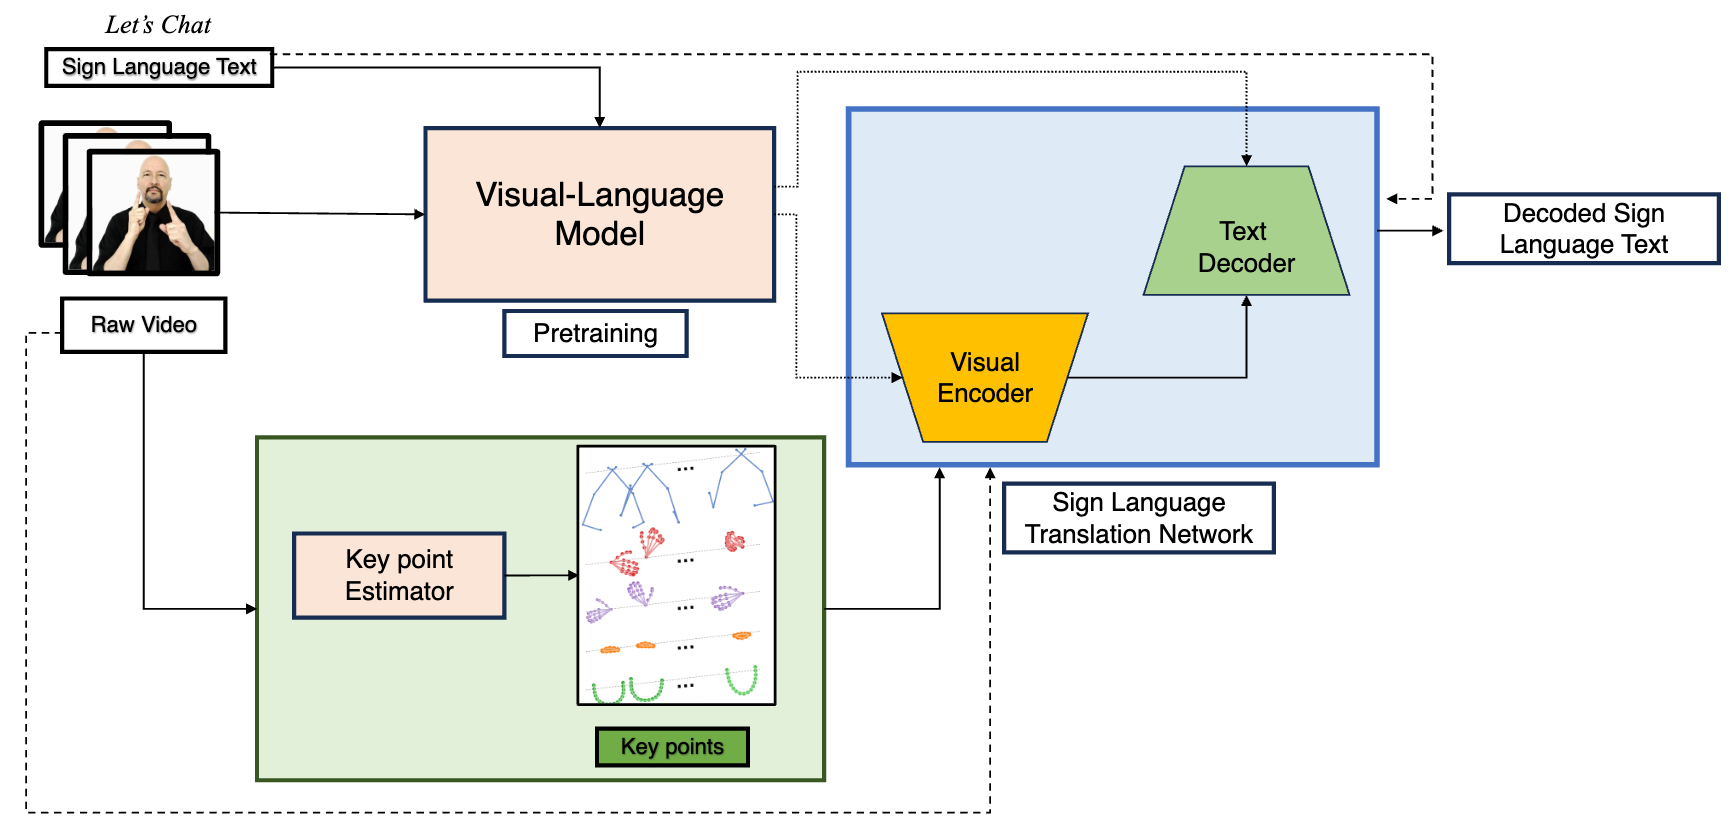 Let's Chat
Sign Language Text
Visual-Language
Model
Pretraining
Raw Video
Text
Decoder
Visual
Encoder
Decoded Sign
Language Text
Sign Language
Translation Network
Key point
Estimator
...
...
...
...
...
Key points